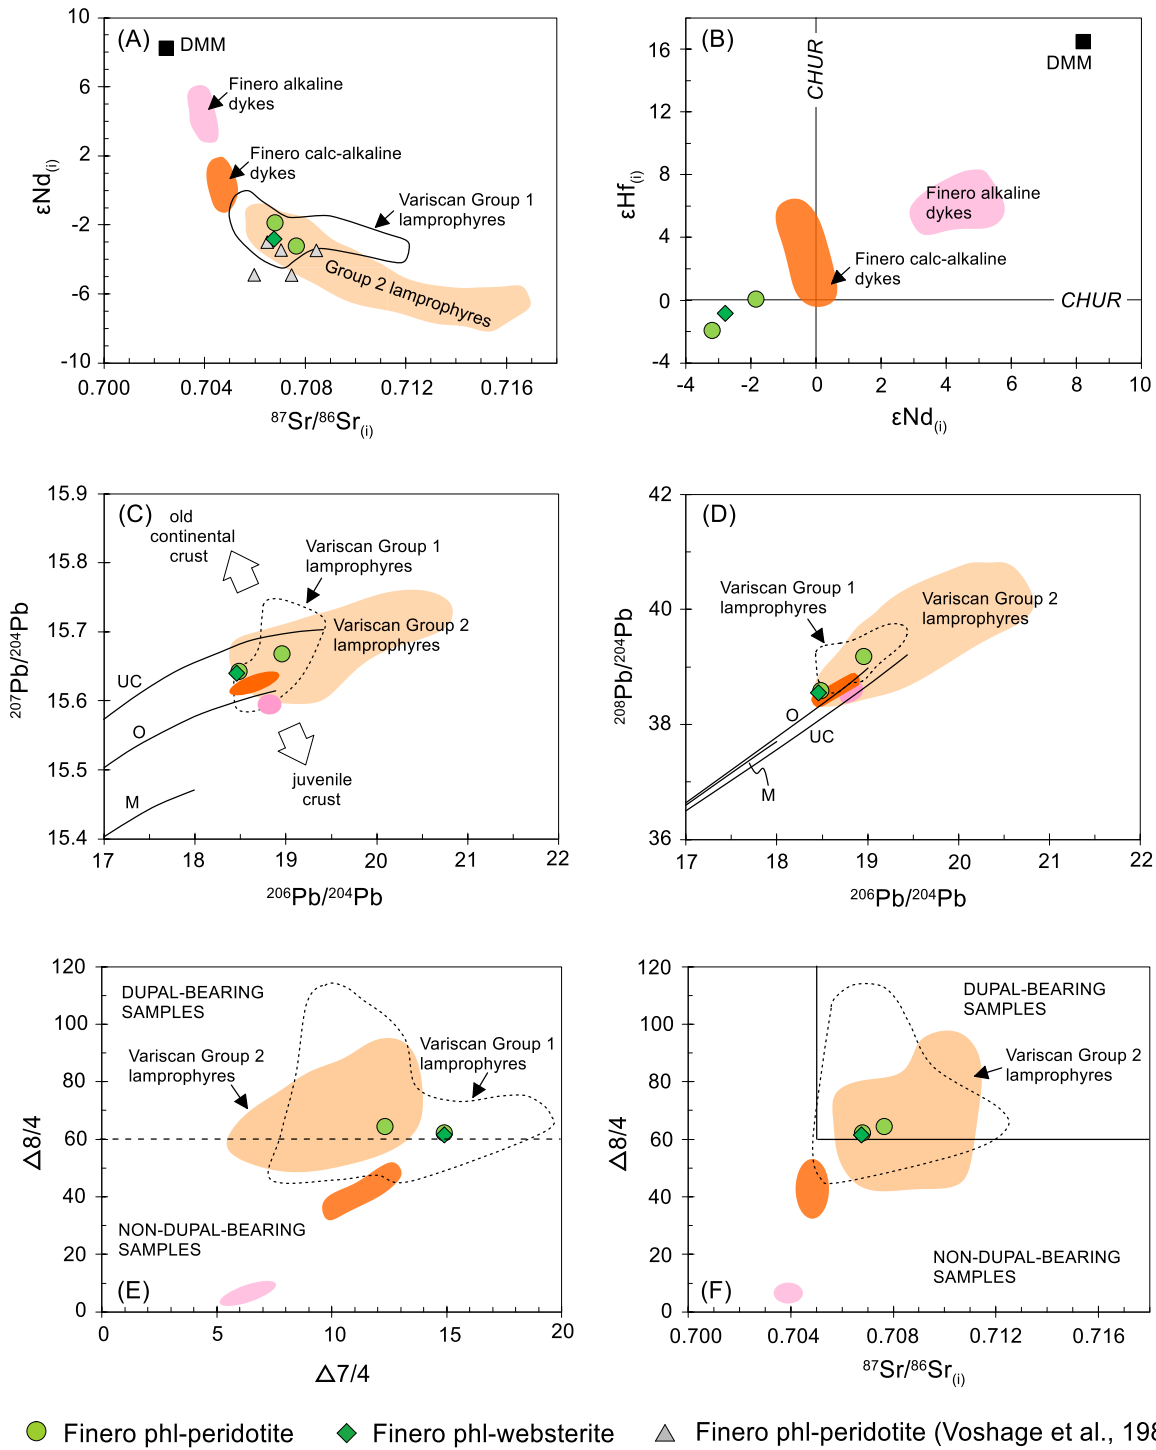 (A)
DMM
Finero alkaline
dykes
Finero calc-alkaline
dykes
Variscan Group 1
lamprophyres
Group 2 lamprophyres
10
6
2
-2
-6
-10
εNd(i)
0.700
0.704
0.708
0.712
0.716
87Sr/86Sr(i)
(B)
CHUR
DMM
Finero alkaline
dykes
Finero calc-alkaline
dykes
CHUR
16
12
8
4
0
-4
εHf(i)
-4
-2
0
2
4
6
8
10
εNd(i)
(C)
old
continental
crust
Variscan Group 1
lamprophyres
Variscan Group 2
lamprophyres
UC
O
M
juvenile
crust
15.9
15.8
15.7
15.6
15.5
15.4
207Pb/204Pb
17
18
19
20
21
22
206Pb/204Pb
(D)
Variscan Group 1
lamprophyres
Variscan Group 2
lamprophyres
O
UC
M
42
40
38
36
208Pb/204Pb
17
18
19
20
21
22
206Pb/204Pb
DUPAL-BEARING
SAMPLES
Variscan Group 2
lamprophyres
Variscan Group 1
lamprophyres
NON-DUPAL-BEARING
SAMPLES
(E)
120
100
80
60
40
20
0
Δ8/4
0
5
10
15
20
Δ7/4
DUPAL-BEARING
SAMPLES
Variscan Group 2
lamprophyres
NON-DUPAL-BEARING
SAMPLES
(F)
120
100
80
60
40
20
0
Δ8/4
0.700
0.704
0.708
0.712
0.716
87Sr/86Sr(i)
Finero phl-peridotite
Finero phl-websterite
Finero phl-peridotite (Voshage et al., 198